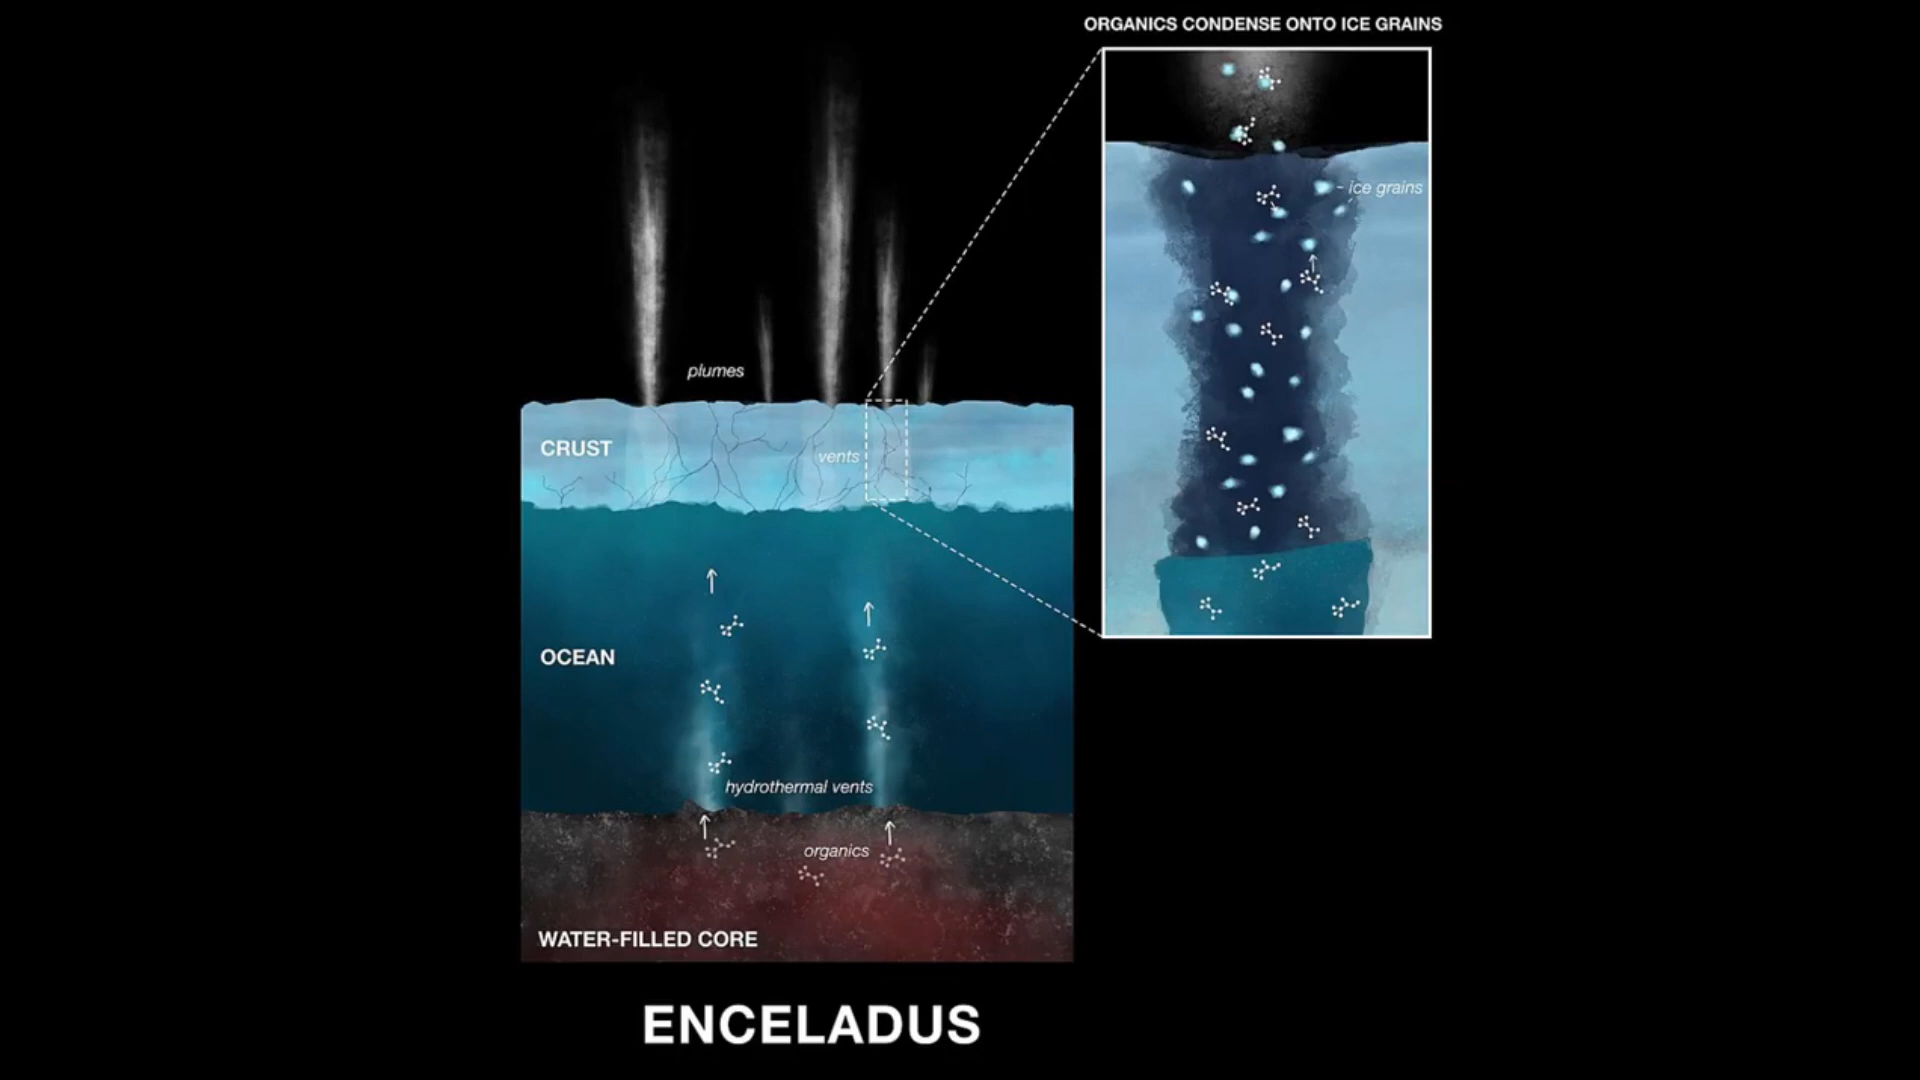 ORGANICS CONDENSE ONTO ICE GRAINS
ice grains
plumes
CRUST
vents
OCEAN
hydrothermal vents
organics
WATER-FILLED CORE
ENCELADUS